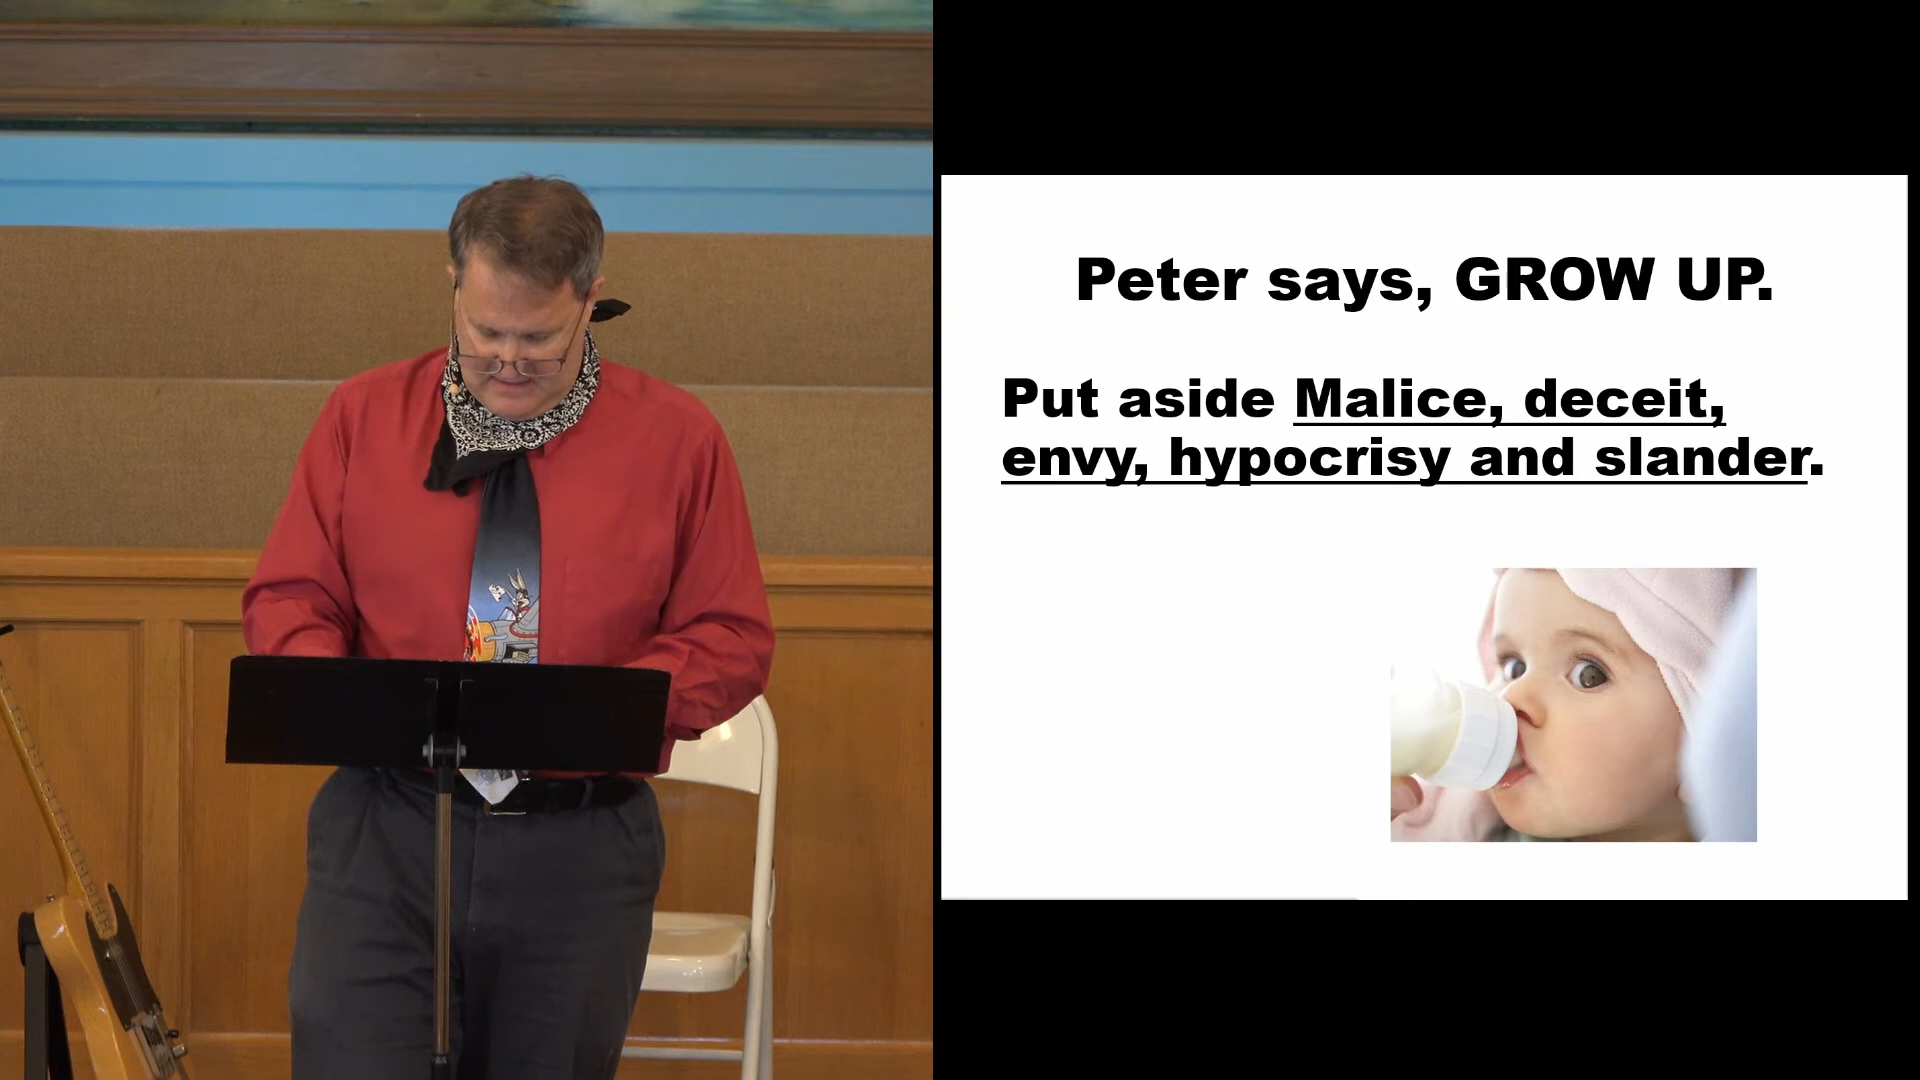 Peter says, GROW UP.
Put aside Malice, deceit,
envy, hypocrisy and slander.